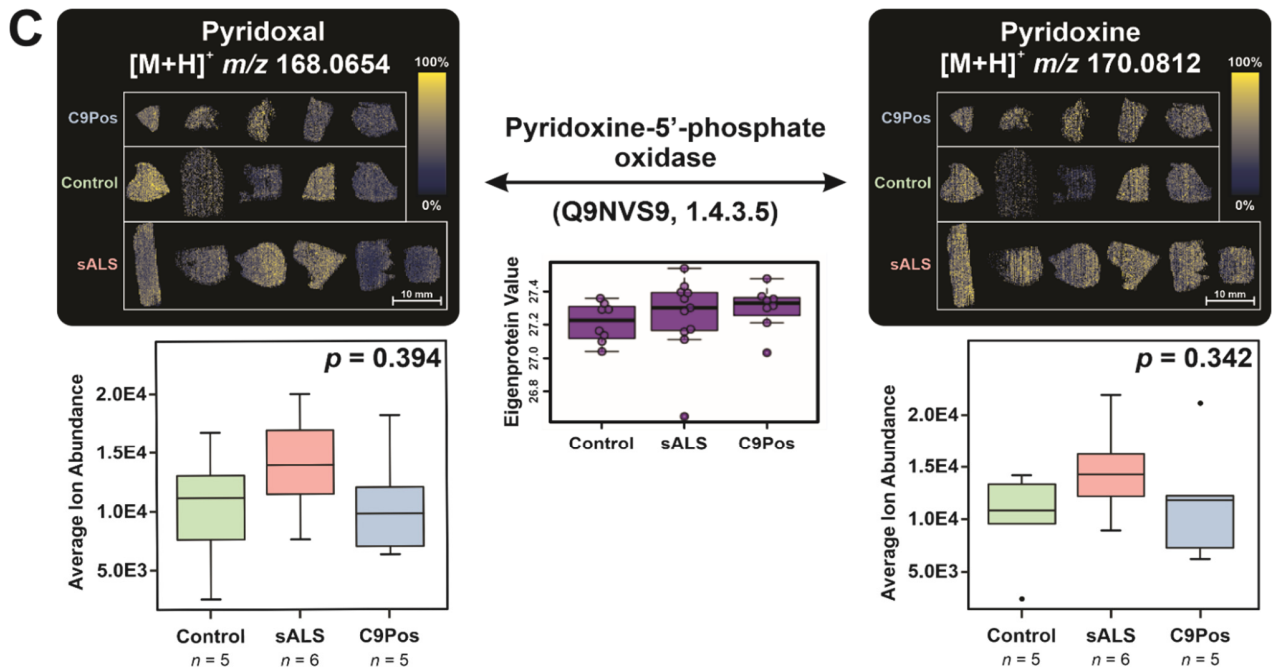 C
Pyridoxal
[M+H]⁺ m/z 168.0654
100%
C9Pos
Control
0%
sALS
10 mm
Pyridoxine-5'-phosphate
oxidase
(Q9NVS9, 1.4.3.5)
Pyridoxine
[M+H]⁺ m/z 170.0812
100%
C9Pos
Control
0%
sALS
10 mm
Eigenprotein Value
27.4
27.2
27.0
26.8
Control sALS C9Pos
p = 0.394
Average Ion Abundance
2.0E4
1.5E4
1.0E4
5.0E3
Control sALS C9Pos
n = 5 n = 6 n = 5
p = 0.342
Average Ion Abundance
2.0E4
1.5E4
1.0E4
5.0E3
Control sALS C9Pos
n = 5 n = 6 n = 5